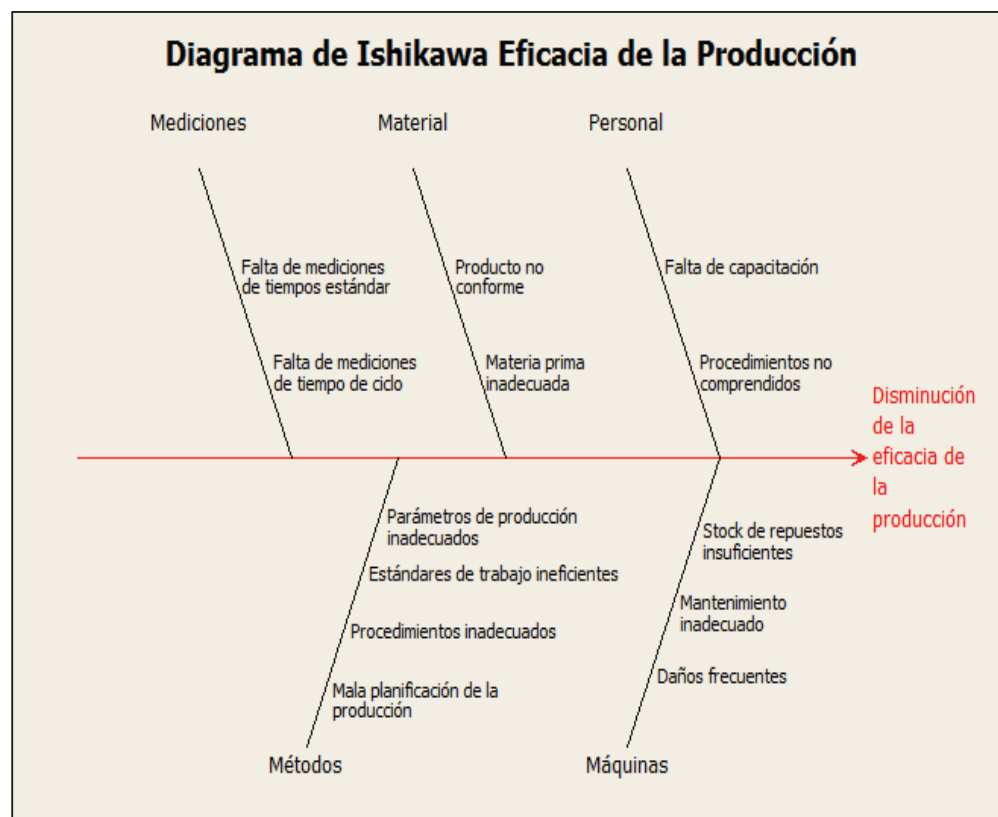 Diagrama de Ishikawa Eficacia de la Producción
Mediciones
Material
Personal
Falta de mediciones
de tiempos estándar
Producto no
conforme
Falta de capacitación
Falta de mediciones
de tiempo de ciclo
Materia prima
inadecuada
Procedimientos no
comprendidos
Disminución
de la
eficacia de
la
producción
Parámetros de producción
inadecuados
Stock de repuestos
insuficientes
Estándares de trabajo ineficientes
Mantenimiento
inadecuado
Procedimientos inadecuados
Daños frecuentes
Mala planificación de la
producción
Métodos
Máquinas